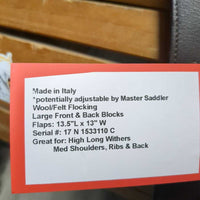 Made in Italy
*potentially adjustable by Master Saddler
Wool/Felt Flocking
Large Front & Back Blocks
Flaps: 13.5"L x 13" W
Serial #: 17 N 1533110 C
Great for: High Long Withers
Med Shoulders, Ribs & Back